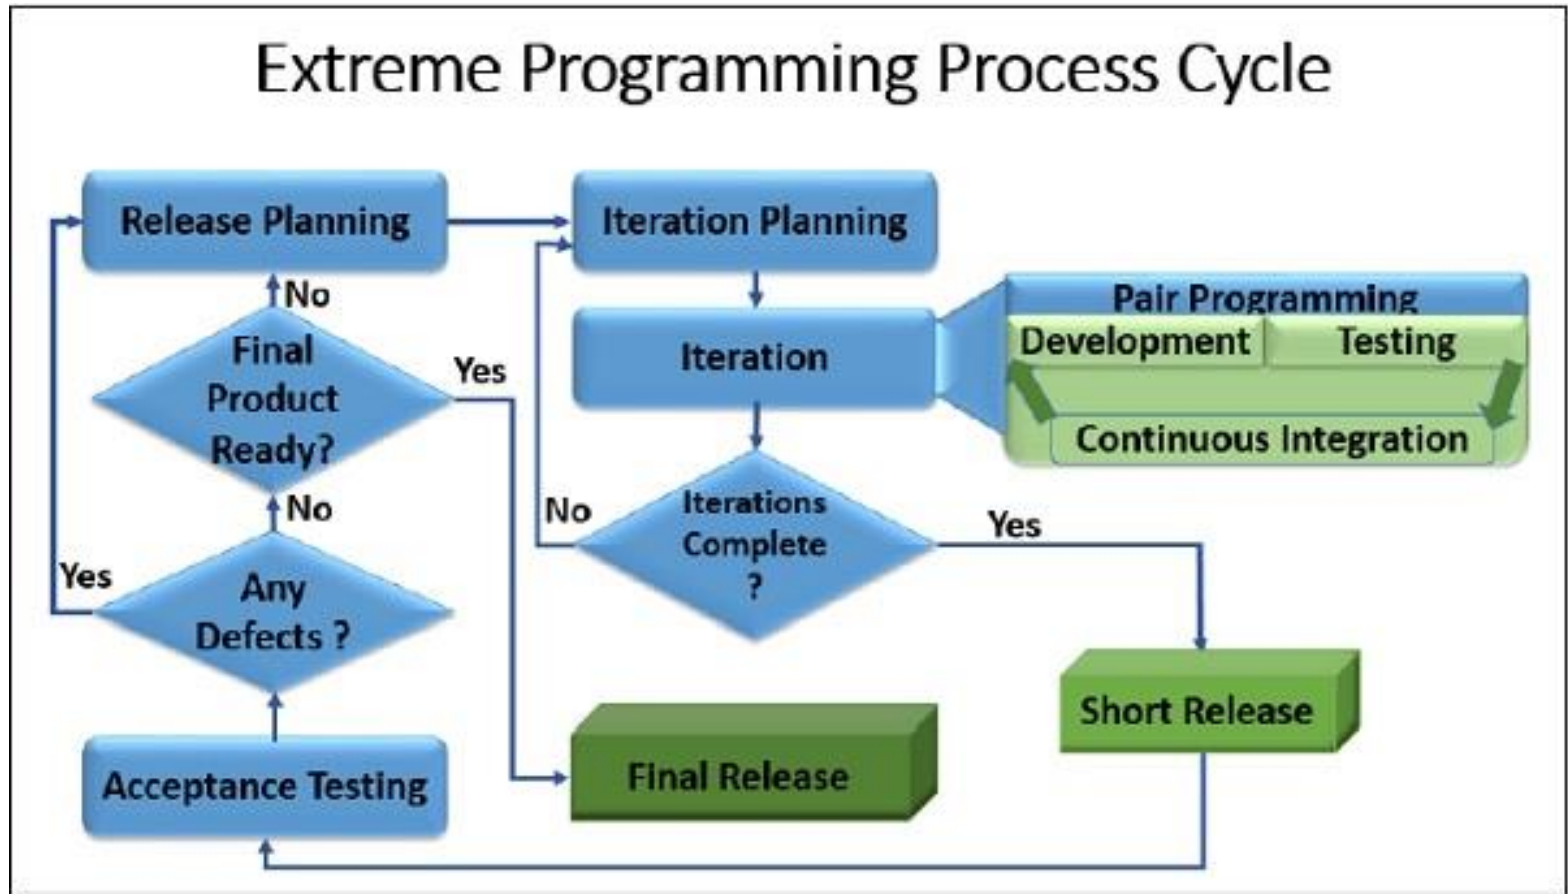 Extreme Programming Process Cycle
Release Planning
Iteration Planning
No
Final
Product
Ready?
Yes
Iteration
Pair Programming
Development
Testing
Continuous Integration
No
Any
Defects ?
Yes
Iterations
Complete
?
No
Yes
Acceptance Testing
Final Release
Short Release